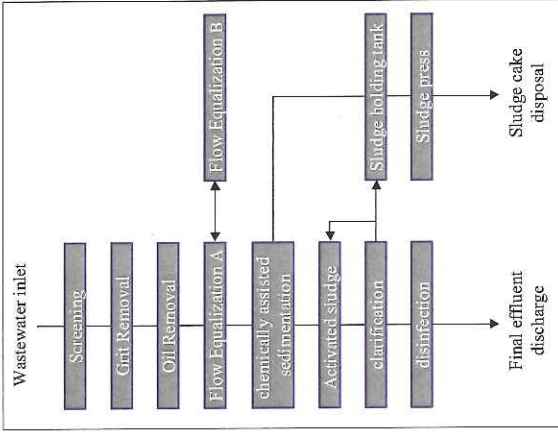 Wastewater inlet
Screening
Grit Removal
Oil Removal
Flow Equalization A
Flow Equalization B
chemically assisted
sedimentation
Activated sludge
clarification
disinfection
Sludge holding tank
Sludge press
Final effluent
discharge
Sludge cake
disposal